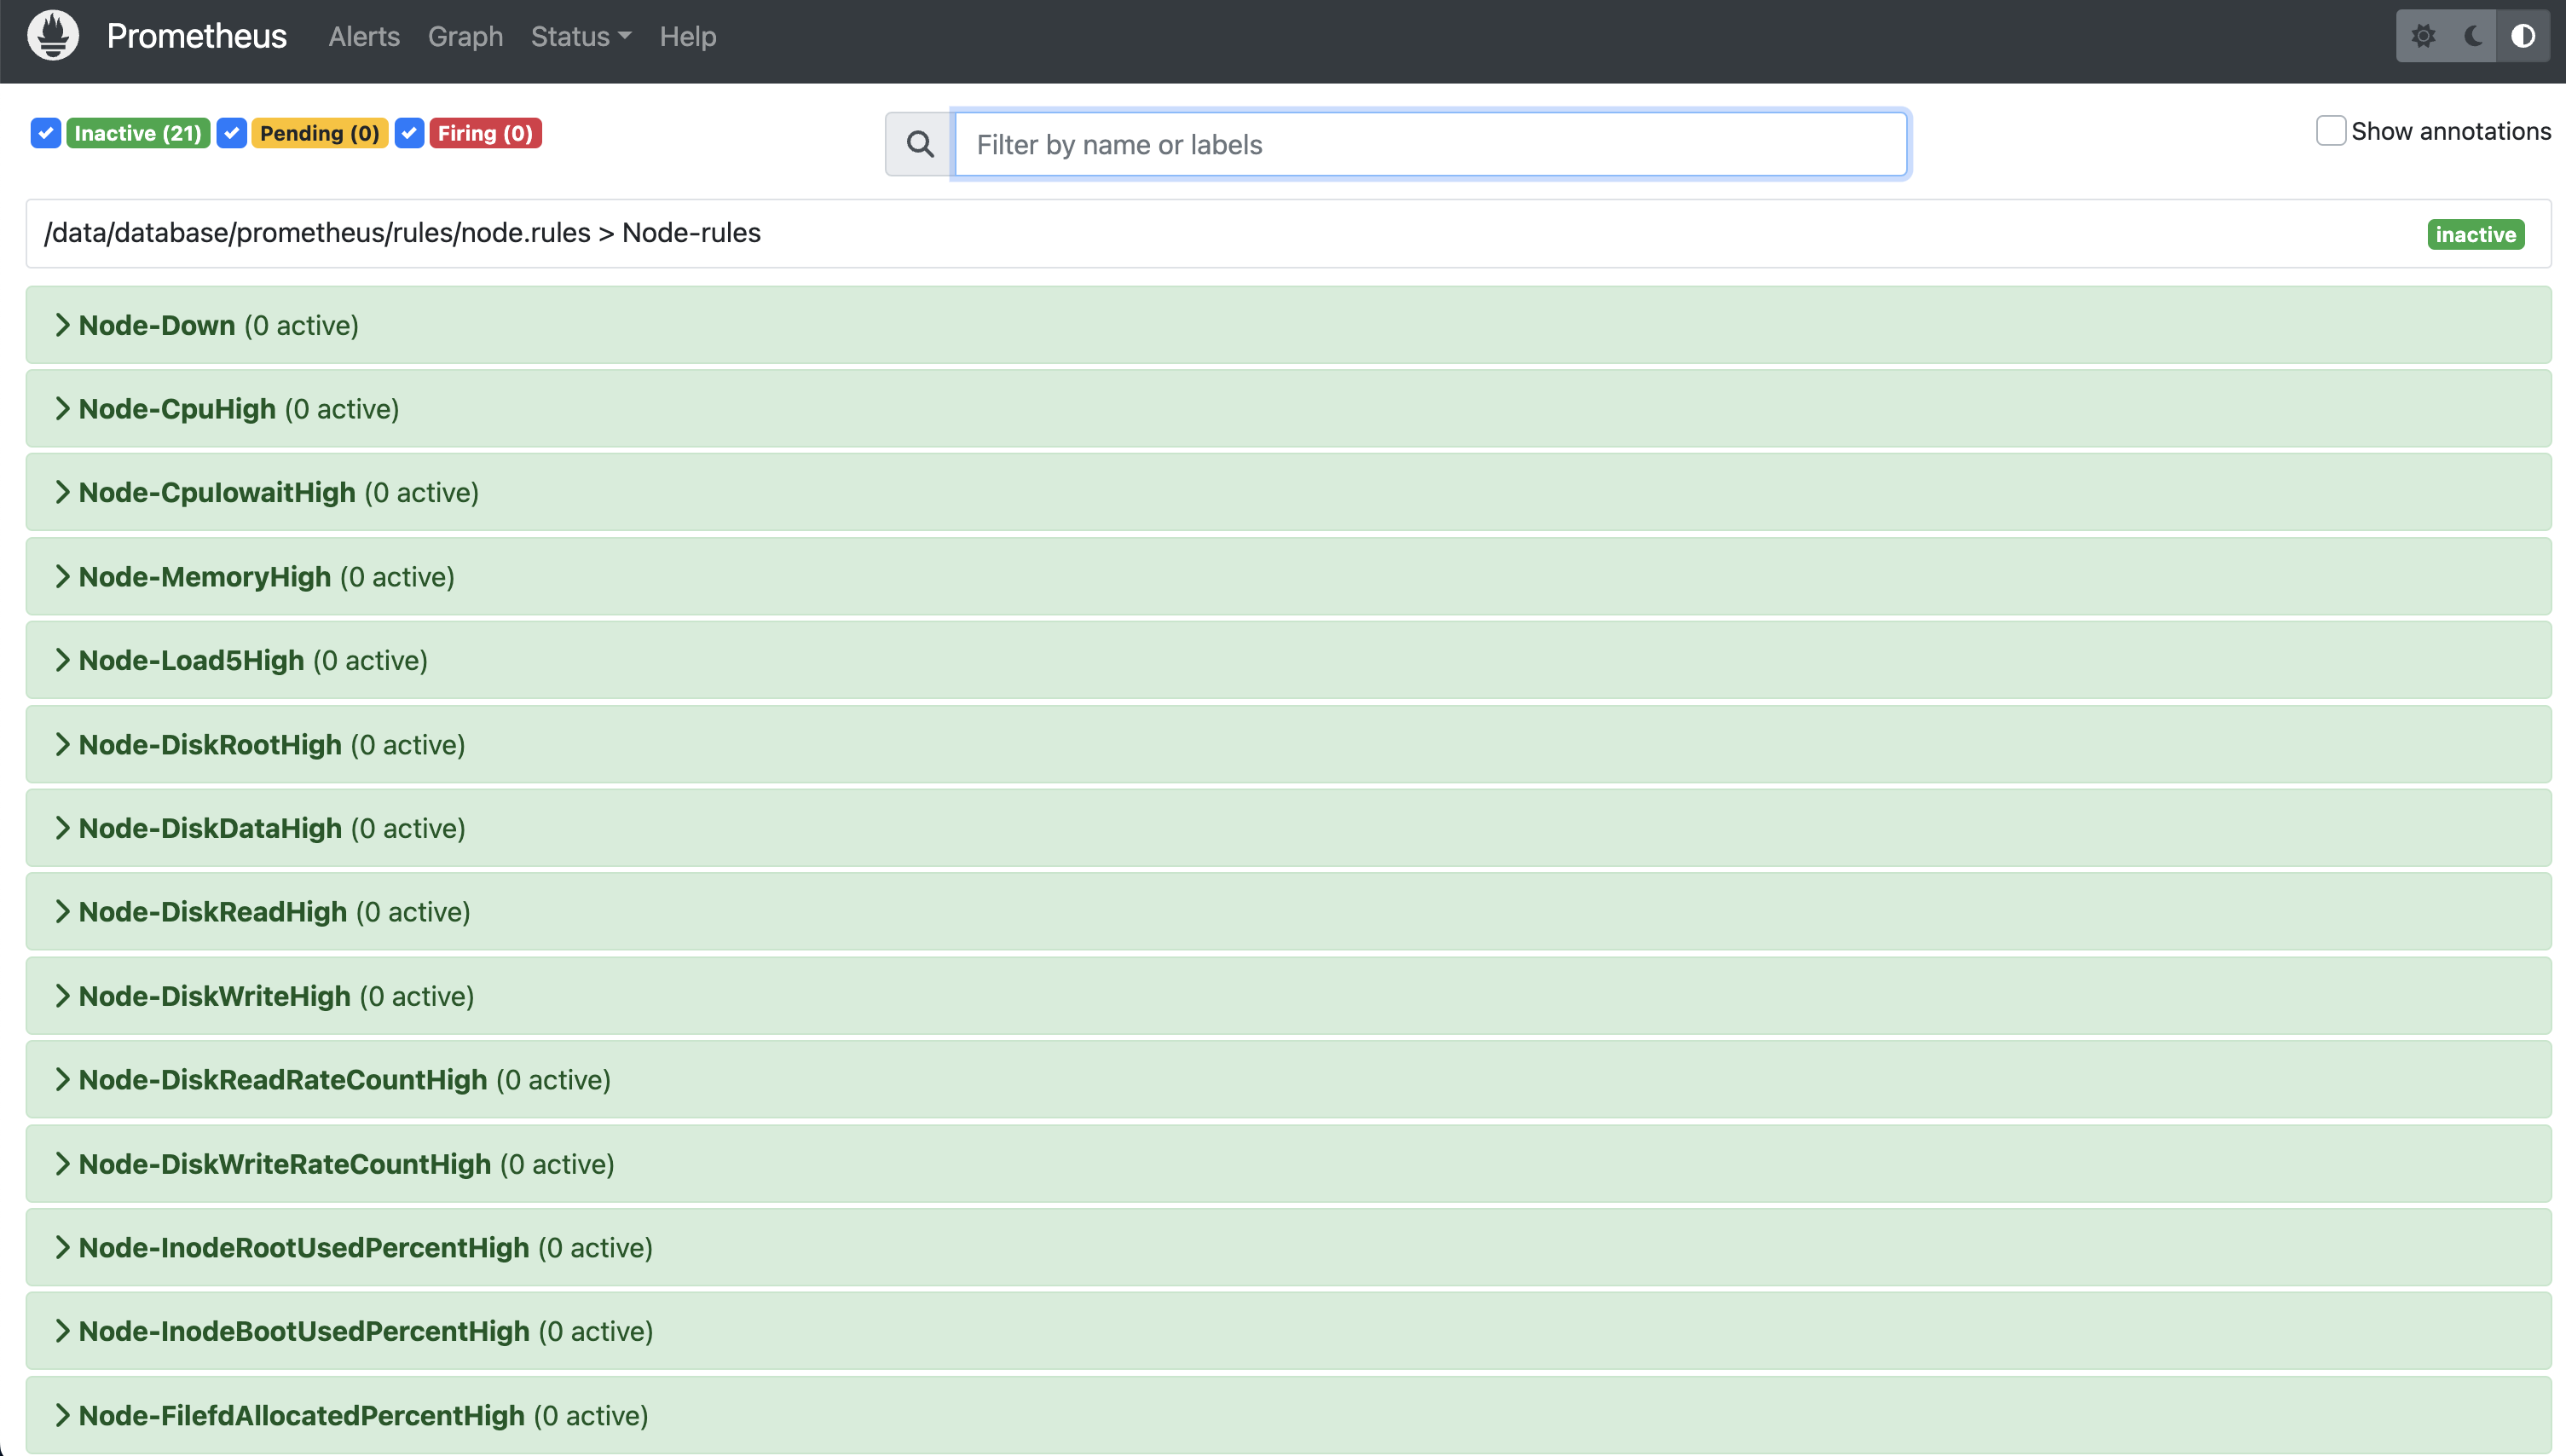 Prometheus Alerts Graph Status Help
Inactive (21) Pending (0) Firing (0) Filter by name or labels Show annotations
/data/database/prometheus/rules/node.rules > Node-rules inactive
Node-Down (0 active)
Node-CpuHigh (0 active)
Node-CpuIowaitHigh (0 active)
Node-MemoryHigh (0 active)
Node-Load5High (0 active)
Node-DiskRootHigh (0 active)
Node-DiskDataHigh (0 active)
Node-DiskReadHigh (0 active)
Node-DiskWriteHigh (0 active)
Node-DiskReadRateCountHigh (0 active)
Node-DiskWriteRateCountHigh (0 active)
Node-InodeRootUsedPercentHigh (0 active)
Node-InodeBootUsedPercentHigh (0 active)
Node-FilefdAllocatedPercentHigh (0 active)